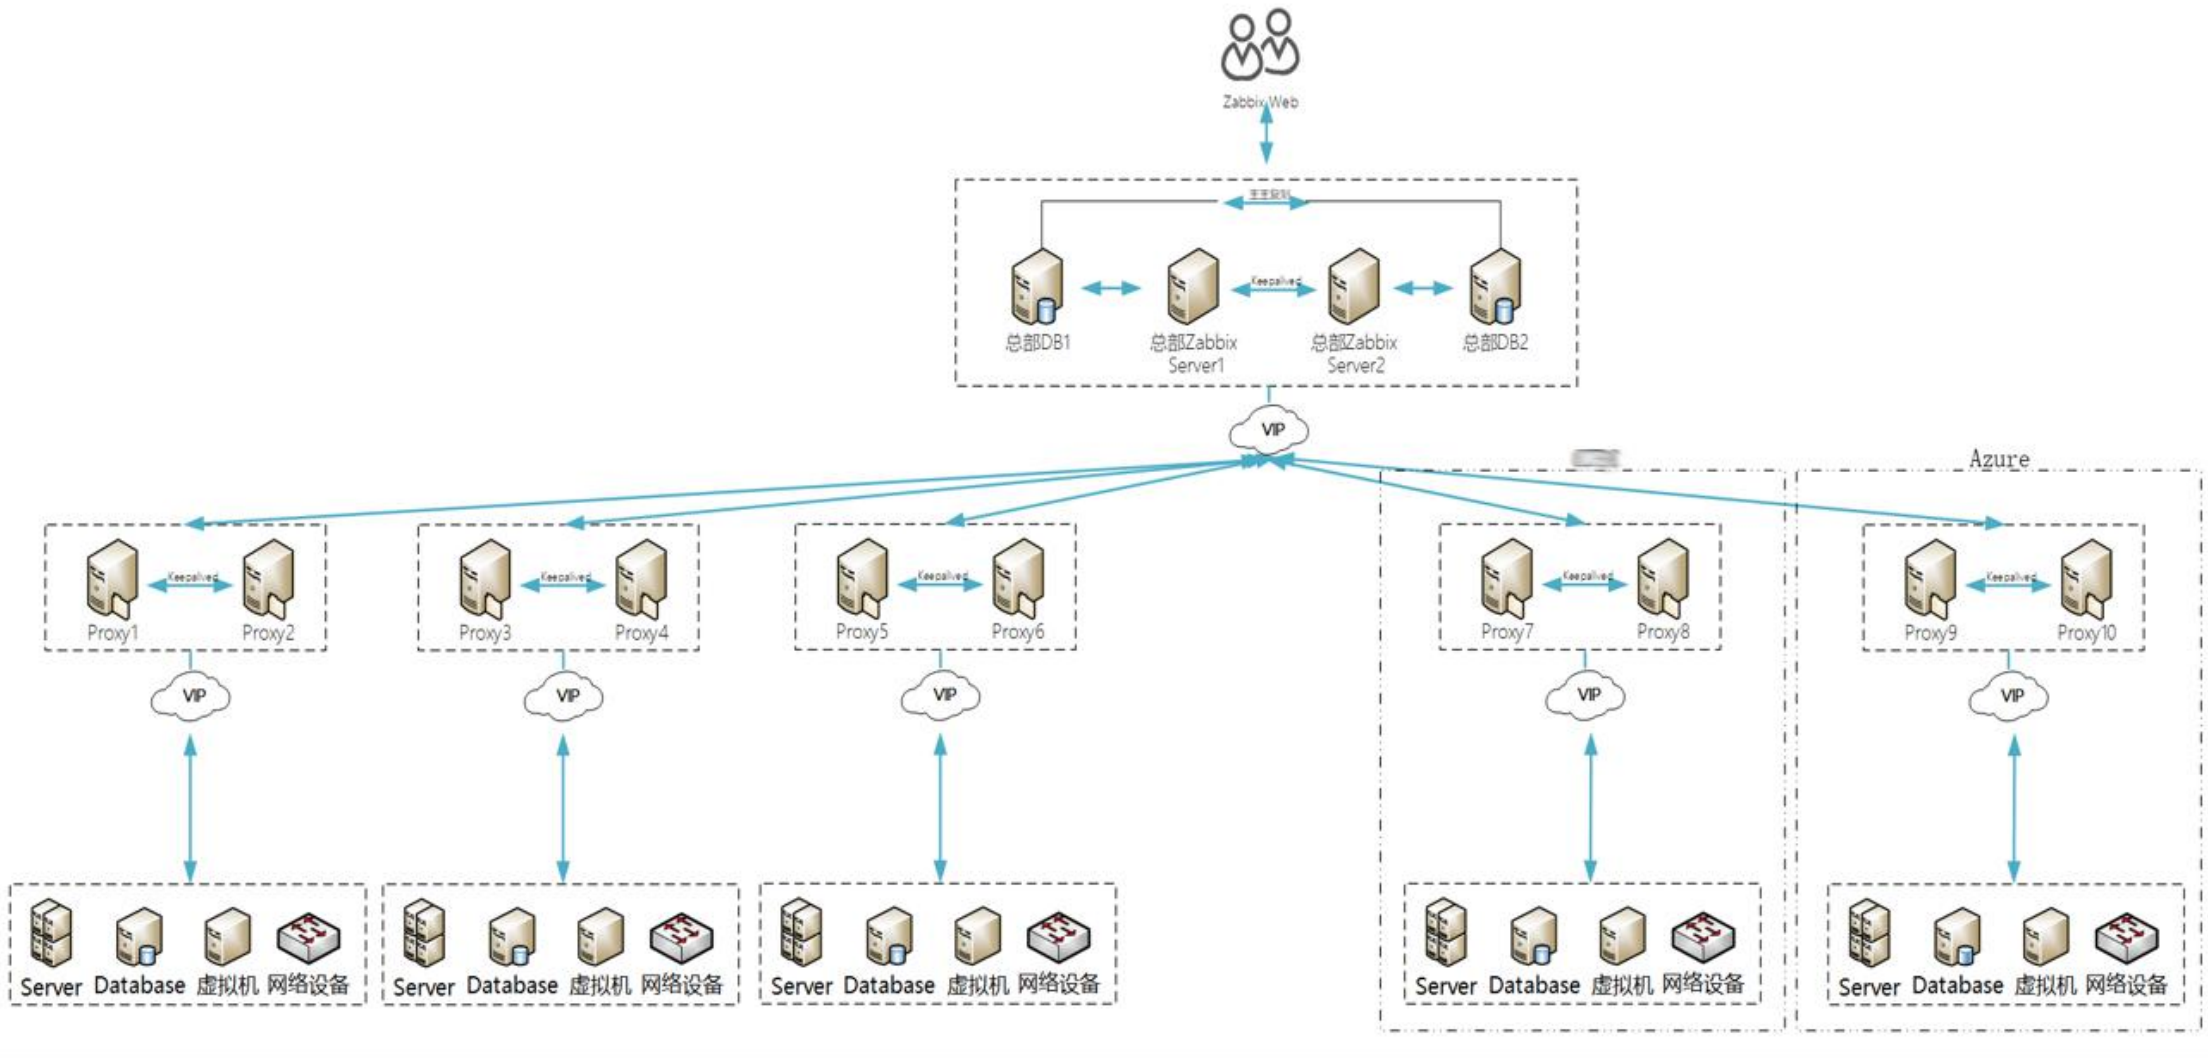 Zabbix Web
主主复制
Keepalived
总部DB1
总部Zabbix
Server1
总部Zabbix
Server2
总部DB2
VIP
Azure
Keepalived
Proxy1
Proxy2
Keepalived
Proxy3
Proxy4
Keepalived
Proxy5
Proxy6
Keepalived
Proxy7
Proxy8
Keepalived
Proxy9
Proxy10
VIP
VIP
VIP
VIP
VIP
Server Database 虚拟机 网络设备
Server Database 虚拟机 网络设备
Server Database 虚拟机 网络设备
Server Database 虚拟机 网络设备
Server Database 虚拟机 网络设备